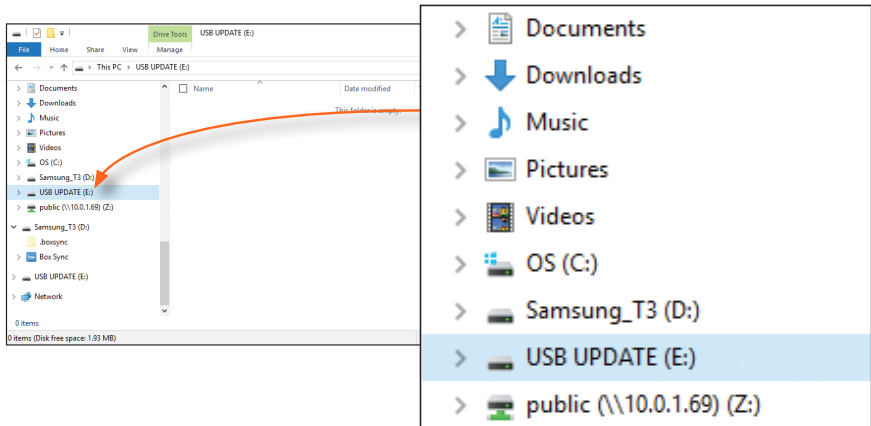 Drive Tools USB UPDATE (E:)
File Home Share View Manage
This PC USB UPDATE (E:)
Documents
Downloads
Music
Pictures
Videos
OS (C:)
Samsung_T3 (D:)
USB UPDATE (E:)
public (\\10.0.1.69) (Z:)
Samsung_T3 (D:)
.boxsync
Box Sync
USB UPDATE (E:)
Network
Name Date modified
This folder is empty.
0 items
0 items (Disk free space: 1.93 MB)
Documents
Downloads
Music
Pictures
Videos
OS (C:)
Samsung_T3 (D:)
USB UPDATE (E:)
public (\\10.0.1.69) (Z:)